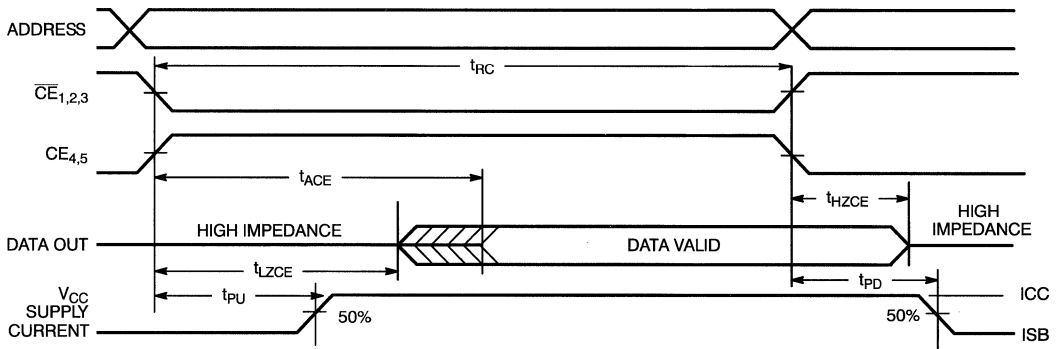 ADDRESS
tRC
CE1,2,3
CE4,5
tACE
tHZCE
HIGH IMPEDANCE
HIGH
IMPEDANCE
DATA OUT
DATA VALID
tLZCE
tPU
tPD
VCC
SUPPLY
CURRENT
50%
50%
ICC
ISB